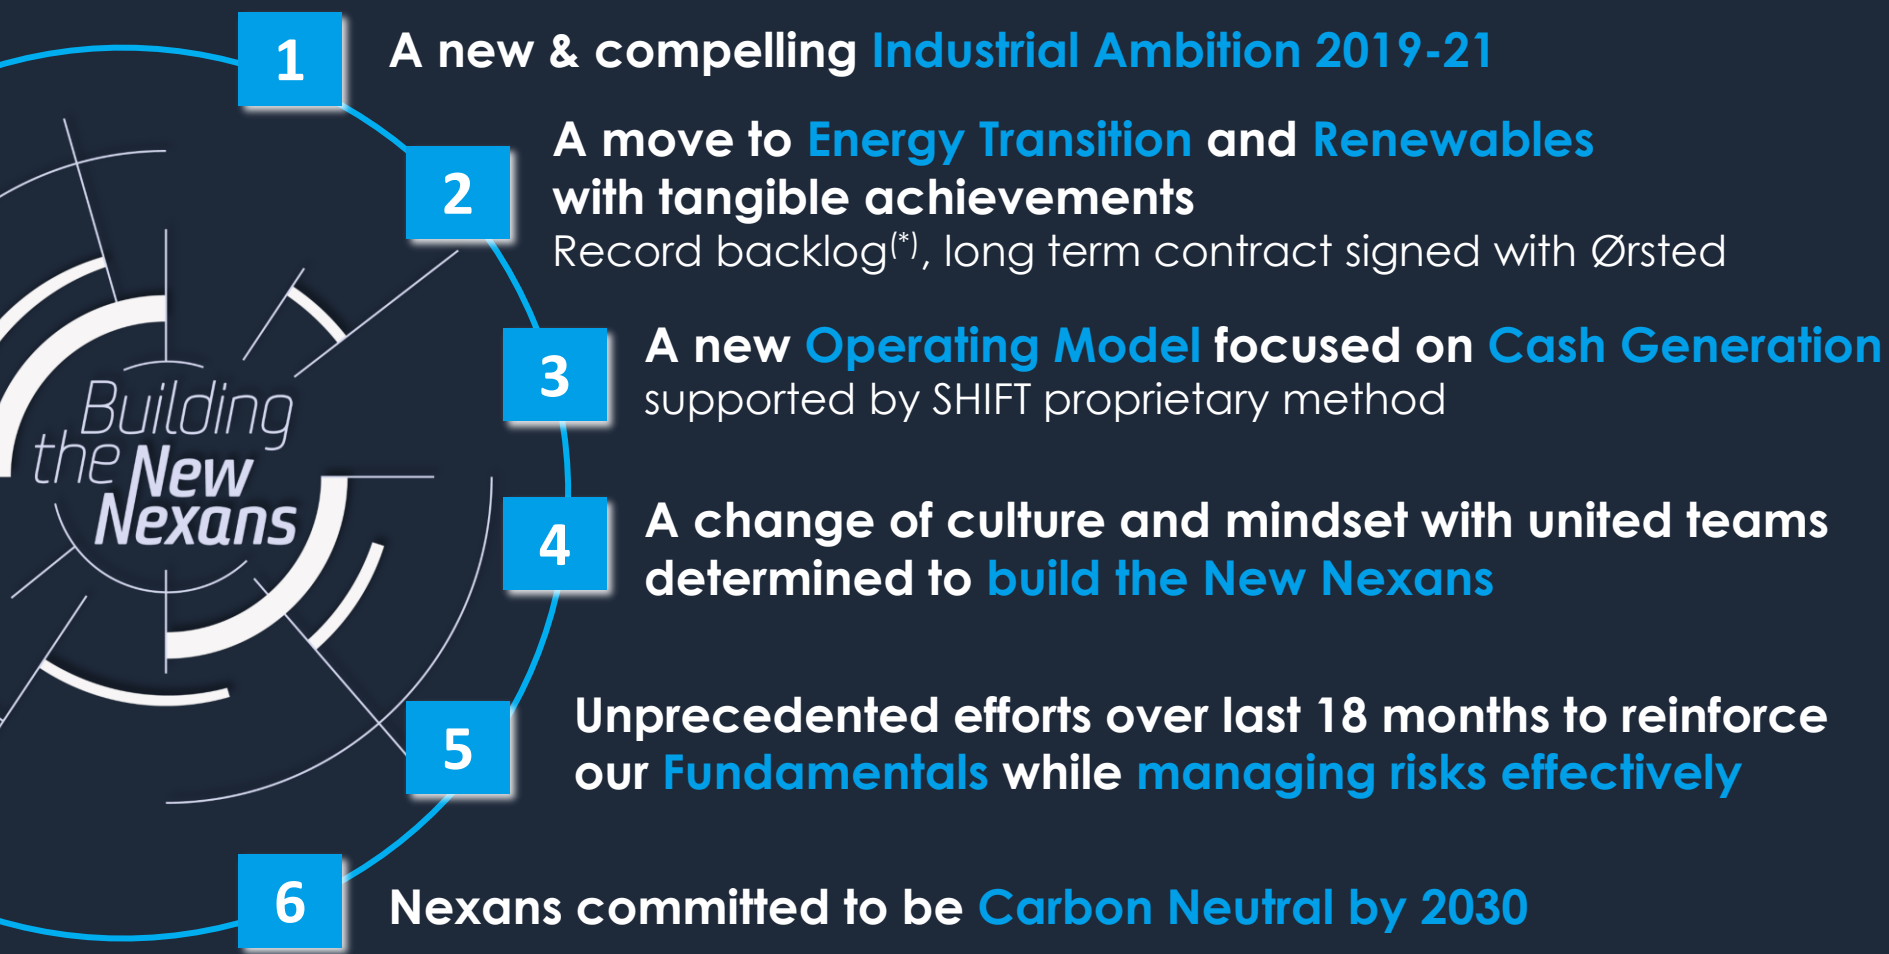 1
A new & compelling Industrial Ambition 2019-21
2
A move to Energy Transition and Renewables
with tangible achievements
Record backlog(*), long term contract signed with Ørsted
3
A new Operating Model focused on Cash Generation
supported by SHIFT proprietary method
Building
the New
Nexans
4
A change of culture and mindset with united teams
determined to build the New Nexans
5
Unprecedented efforts over last 18 months to reinforce
our Fundamentals while managing risks effectively
6
Nexans committed to be Carbon Neutral by 2030